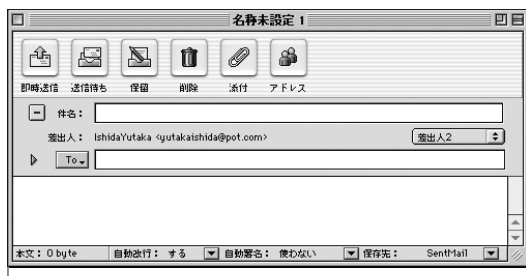 名称未設定 1
即時送信 送信待ち 保留 削除 添付 アドレス
件名：
差出人： IshidaYutaka <yutakaishida@pot.com> 差出人2
To
本文： 0 byte 自動改行： する 自動署名： 使わない 保存先： SentMail